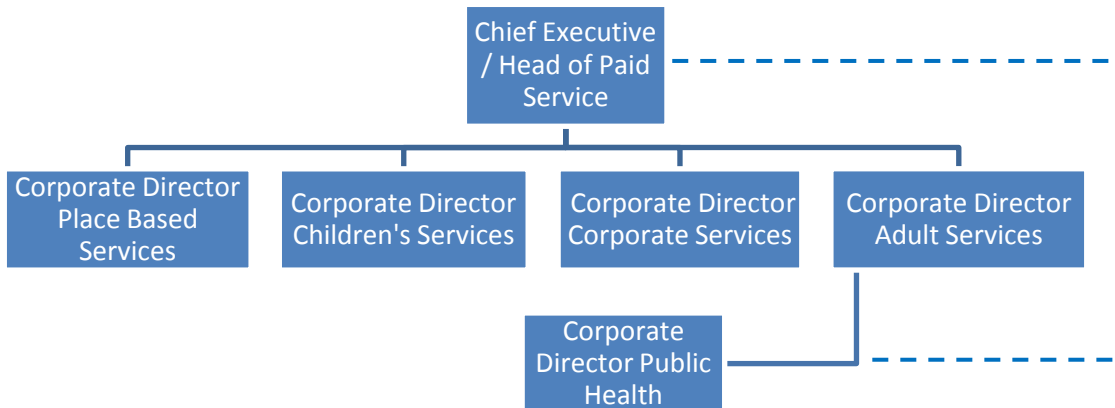 Chief Executive
/ Head of Paid
Service
Corporate Director
Place Based
Services
Corporate Director
Children's Services
Corporate Director
Corporate Services
Corporate Director
Adult Services
Corporate
Director Public
Health